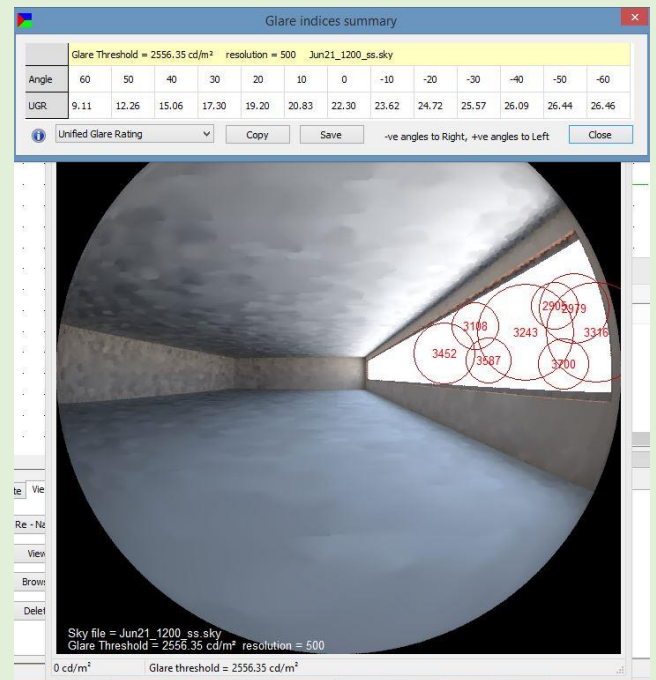 Glare indices summary
Glare Threshold = 2556.35 cd/m² resolution = 500 Jun21_1200_ss.sky
Angle 60 50 40 30 20 10 0 -10 -20 -30 -40 -50 -60
UGR 9.11 12.26 15.06 17.30 19.20 20.83 22.30 23.62 24.72 25.57 26.09 26.44 26.46
Unified Glare Rating Copy Save -ve angles to Right, +ve angles to Left Close
2905
2979
3108
3243
3316
3452
3587
3700
te Vie
Re - Na
View
Brows
Delet
Sky file = Jun21_1200_ss.sky
Glare Threshold = 2556.35 cd/m² resolution = 500
0 cd/m² Glare threshold = 2556.35 cd/m²